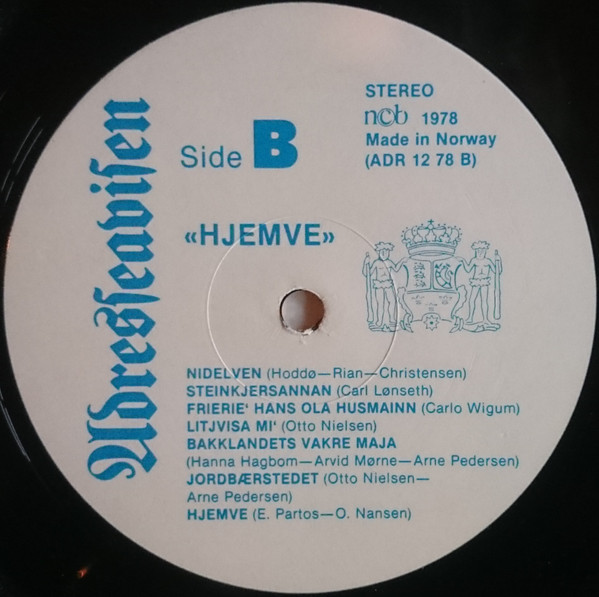 Adresseavisen
STEREO
ncb 1978
Made in Norway
(ADR 12 78 B)
Side B
«HJEMVE»
NIDELVEN (Hoddø—Rian—Christensen)
STEINKJERSANNAN (Carl Lønseth)
FRIERIE' HANS OLA HUSMAINN (Carlo Wigum)
LITJVISA MI' (Otto Nielsen)
BAKKLANDETS VAKRE MAJA
(Hanna Hagbom—Arvid Mørne—Arne Pedersen)
JORDBÆRSTEDET (Otto Nielsen—
Arne Pedersen)
HJEMVE (E. Partos—O. Nansen)